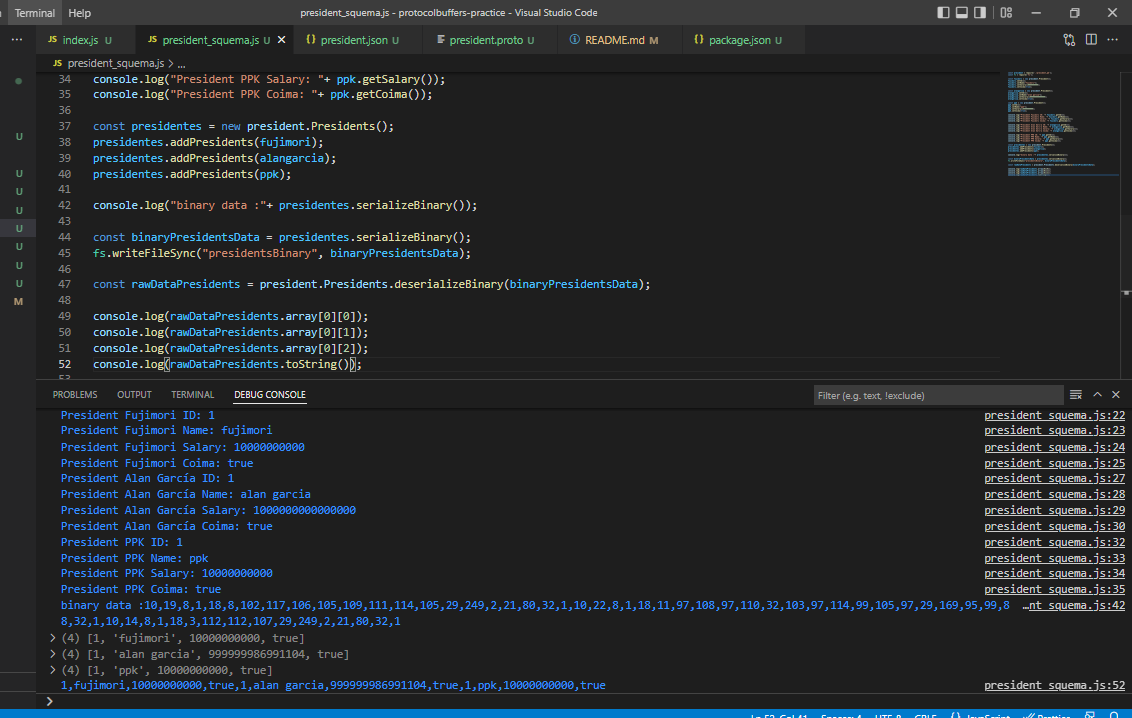 Terminal Help president_squema.js - protocolbuffers-practice - Visual Studio Code
JS index.js U JS president_squema.js U {} president.json U president.proto U README.md M {} package.json U
JS president_squema.js > ...
34 console.log("President PPK Salary: "+ ppk.getSalary());
35 console.log("President PPK Coima: "+ ppk.getCoima());
36
37 const presidentes = new president.Presidents();
38 presidentes.addPresidents(fujimori);
39 presidentes.addPresidents(alangarcia);
40 presidentes.addPresidents(ppk);
41
42 console.log("binary data :"+ presidentes.serializeBinary());
43
44 const binaryPresidentsData = presidentes.serializeBinary();
45 fs.writeFileSync("presidentsBinary", binaryPresidentsData);
46
47 const rawDataPresidents = president.Presidents.deserializeBinary(binaryPresidentsData);
48
49 console.log(rawDataPresidents.array[0][0]);
50 console.log(rawDataPresidents.array[0][1]);
51 console.log(rawDataPresidents.array[0][2]);
52 console.log(rawDataPresidents.toString());
53
U
U
U
U
U
U
U
U
M
PROBLEMS OUTPUT TERMINAL DEBUG CONSOLE Filter (e.g. text, !exclude)
President Fujimori ID: 1 president_squema.js:22
President Fujimori Name: fujimori president_squema.js:23
President Fujimori Salary: 10000000000 president_squema.js:24
President Fujimori Coima: true president_squema.js:25
President Alan García ID: 1 president_squema.js:27
President Alan García Name: alan garcia president_squema.js:28
President Alan García Salary: 1000000000000000 president_squema.js:29
President Alan García Coima: true president_squema.js:30
President PPK ID: 1 president_squema.js:32
President PPK Name: ppk president_squema.js:33
President PPK Salary: 10000000000 president_squema.js:34
President PPK Coima: true president_squema.js:35
binary data :10,19,8,1,18,8,102,117,106,105,109,111,114,105,29,249,2,21,80,32,1,10,22,8,1,18,11,97,108,97,110,32,103,97,114,99,105,97,29,169,95,99,8 …nt_squema.js:42
8,32,1,10,14,8,1,18,3,112,112,107,29,249,2,21,80,32,1
> (4) [1, 'fujimori', 10000000000, true]
> (4) [1, 'alan garcia', 999999986991104, true]
> (4) [1, 'ppk', 10000000000, true]
1,fujimori,10000000000,true,1,alan garcia,999999986991104,true,1,ppk,10000000000,true president_squema.js:52
>
Ln 52, Col 41 Spaces: 4 UTF-8 CRLF {} JavaScript Prettier